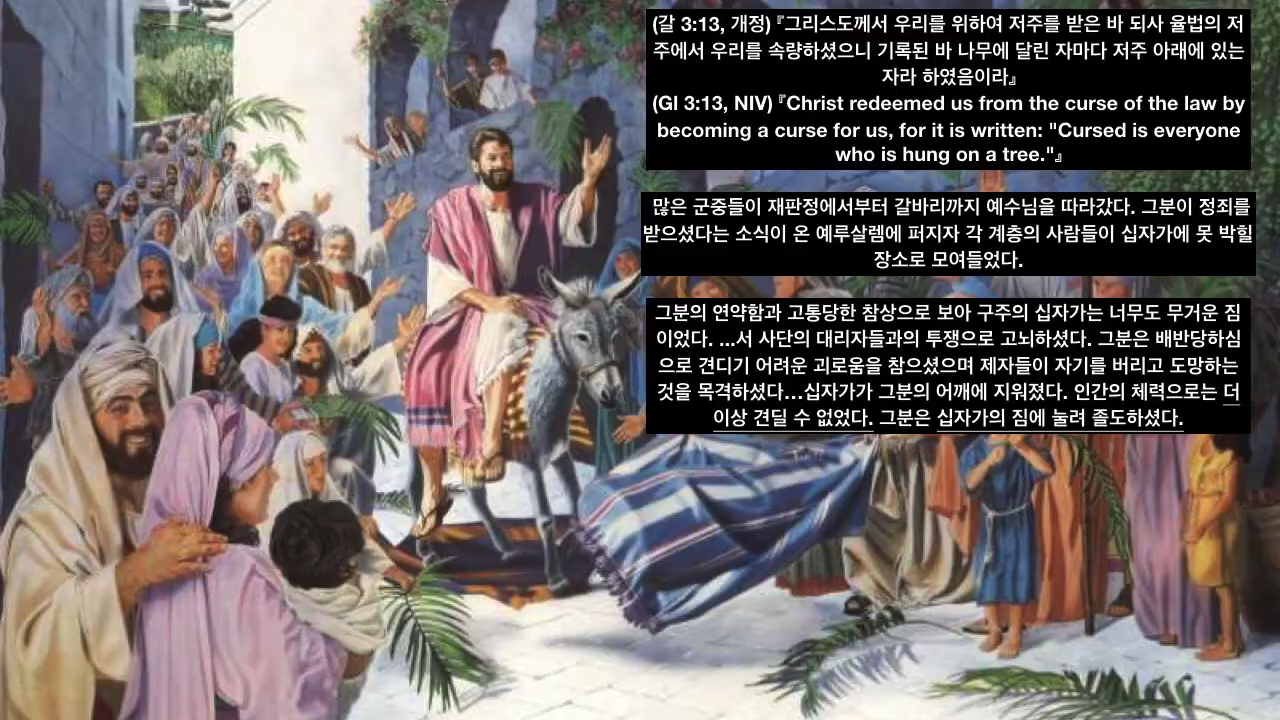 (갈 3:13, 개정)『그리스도께서 우리를 위하여 저주를 받은 바 되사 율법의 저
주에서 우리를 속량하셨으니 기록된 바 나무에 달린 자마다 저주 아래에 있는
자라 하였음이라』
(Gl 3:13, NIV)『Christ redeemed us from the curse of the law by
becoming a curse for us, for it is written: "Cursed is everyone
who is hung on a tree."』
많은 군중들이 재판정에서부터 갈바리까지 예수님을 따라갔다. 그분이 정죄를
받으셨다는 소식이 온 예루살렘에 퍼지자 각 계층의 사람들이 십자가에 못 박힐
장소로 모여들었다.
그분의 연약함과 고통당한 참상으로 보아 구주의 십자가는 너무도 무거운 짐
이었다. ...서 사단의 대리자들과의 투쟁으로 고뇌하셨다. 그분은 배반당하심
으로 견디기 어려운 괴로움을 참으셨으며 제자들이 자기를 버리고 도망하는
것을 목격하셨다…십자가가 그분의 어깨에 지워졌다. 인간의 체력으로는 더
이상 견딜 수 없었다. 그분은 십자가의 짐에 눌려 졸도하셨다.